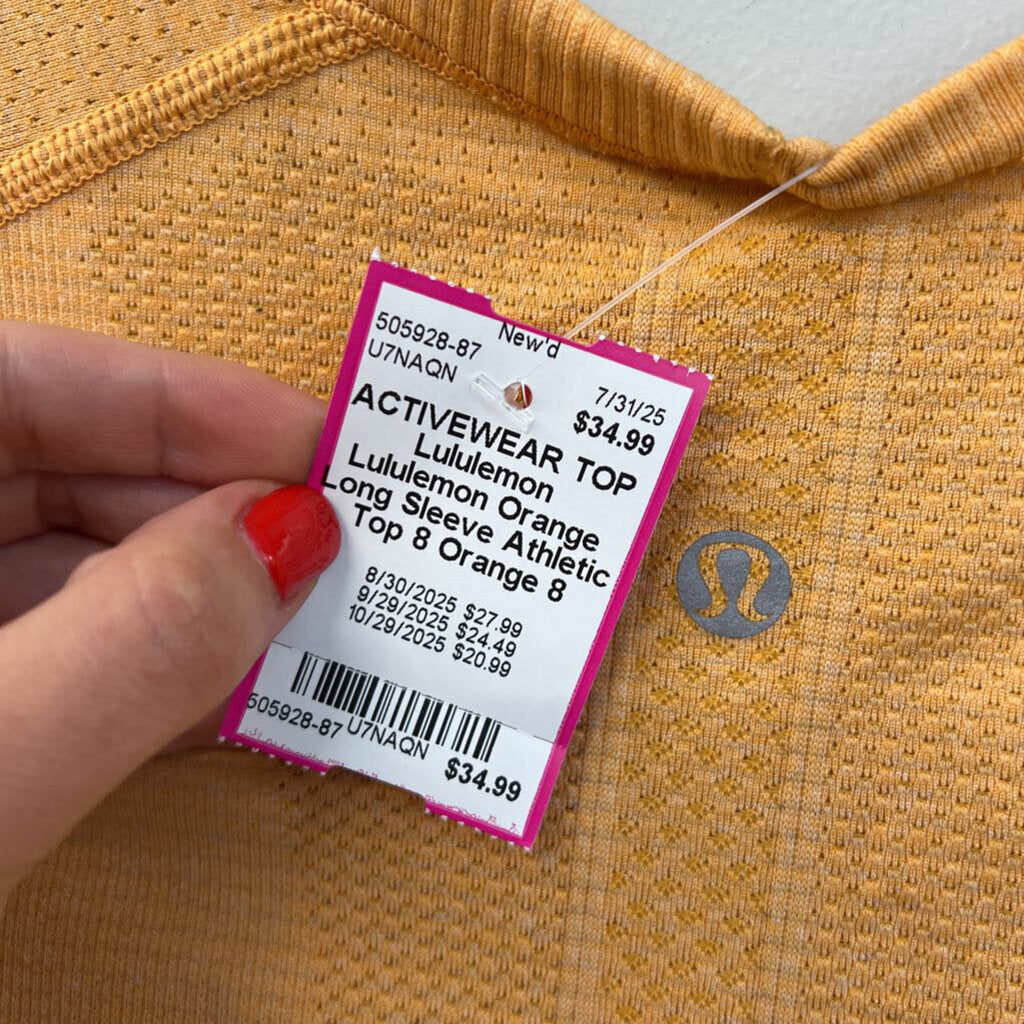 505928-87
New'd
U7NAQN
7/31/25
$34.99
ACTIVEWEAR TOP
Lululemon
Lululemon Orange
Long Sleeve Athletic
Top 8 Orange 8
8/30/2025 $27.99
9/29/2025 $24.49
10/29/2025 $20.99
505928-87 U7NAQN
$34.99